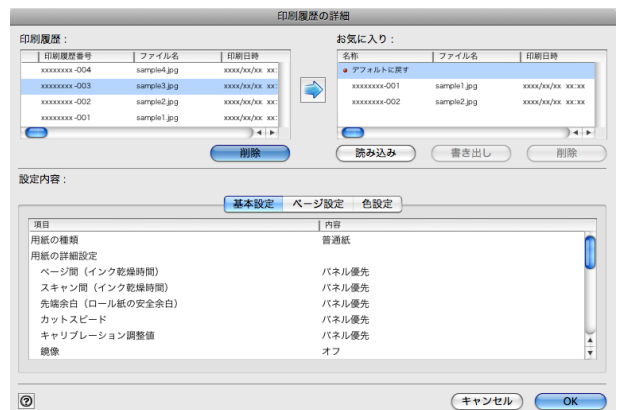 印刷履歴の詳細
印刷履歴：
印刷履歴番号 ファイル名 印刷日時
xxxxxxxx-004 sample4.jpg xxxx/xx/xx xx:
xxxxxxxx-003 sample3.jpg xxxx/xx/xx xx:
xxxxxxxx-002 sample2.jpg xxxx/xx/xx xx:
xxxxxxxx-001 sample1.jpg xxxx/xx/xx xx:
削除
お気に入り：
名称 ファイル名 印刷日時
デフォルトに戻す
xxxxxxxx-001 sample1.jpg xxxx/xx/xx xx:xx
xxxxxxxx-002 sample2.jpg xxxx/xx/xx xx:xx
読み込み 書き出し 削除
設定内容：
基本設定 ページ設定 色設定
項目 内容
用紙の種類 普通紙
用紙の詳細設定
ページ間（インク乾燥時間） パネル優先
スキャン間（インク乾燥時間） パネル優先
先端余白（ロール紙の安全余白） パネル優先
カットスピード パネル優先
キャリブレーション調整値 パネル優先
鏡像 オフ
? キャンセル OK